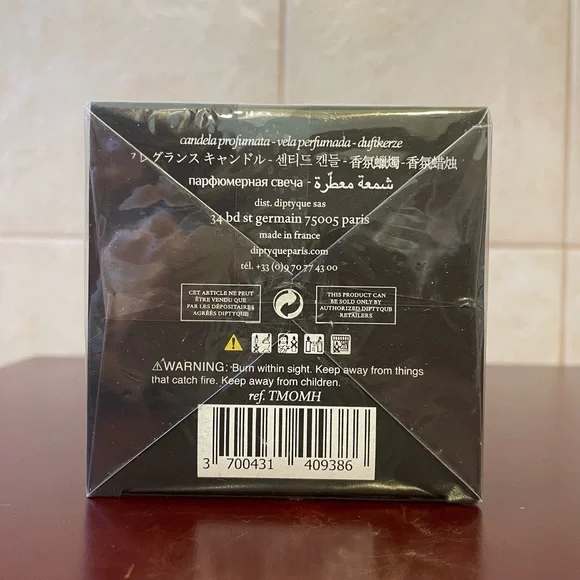 candela profumata - vela perfumada - duftkerze
フレグランス キャンドル - 센티드 캔들 - 香氛蠟燭 - 香氛蜡烛
парфюмерная свеча - شمعة معطّرة
dist. diptyque sas
34 bd st germain 75005 paris
made in france
diptyqueparis.com
tél. +33 (0)9 70 77 43 00
CET ARTICLE NE PEUT
ÊTRE VENDU QUE
PAR LES DÉPOSITAIRES
AGRÉÉS DIPTYQUE
THIS PRODUCT CAN
BE SOLD ONLY BY
AUTHORIZED DIPTYQUE
RETAILERS
WARNING: Burn within sight. Keep away from things
that catch fire. Keep away from children.
ref. TMOMH
3 700431 409386